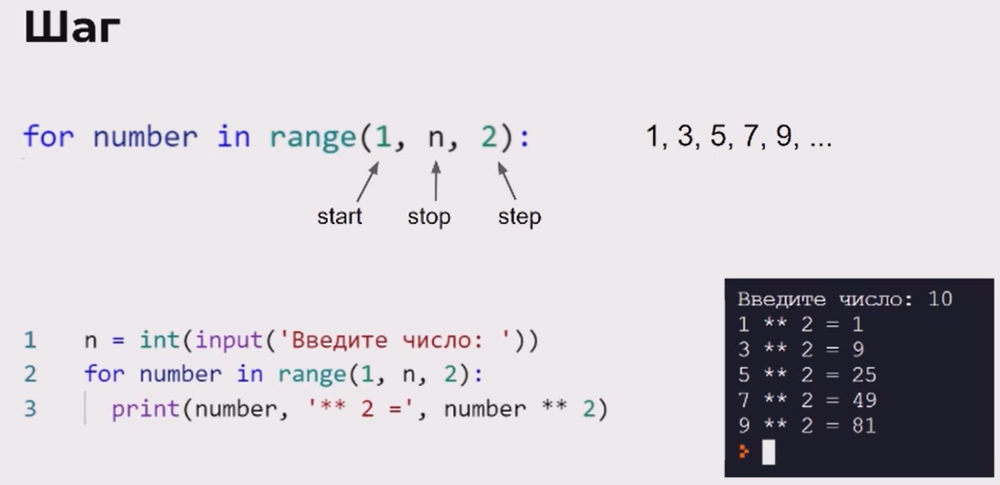 Шаг
for number in range(1, n, 2):
1, 3, 5, 7, 9, ...
start stop step
1 n = int(input('Введите число: '))
2 for number in range(1, n, 2):
3 print(number, '** 2 =', number ** 2)
Введите число: 10
1 ** 2 = 1
3 ** 2 = 9
5 ** 2 = 25
7 ** 2 = 49
9 ** 2 = 81